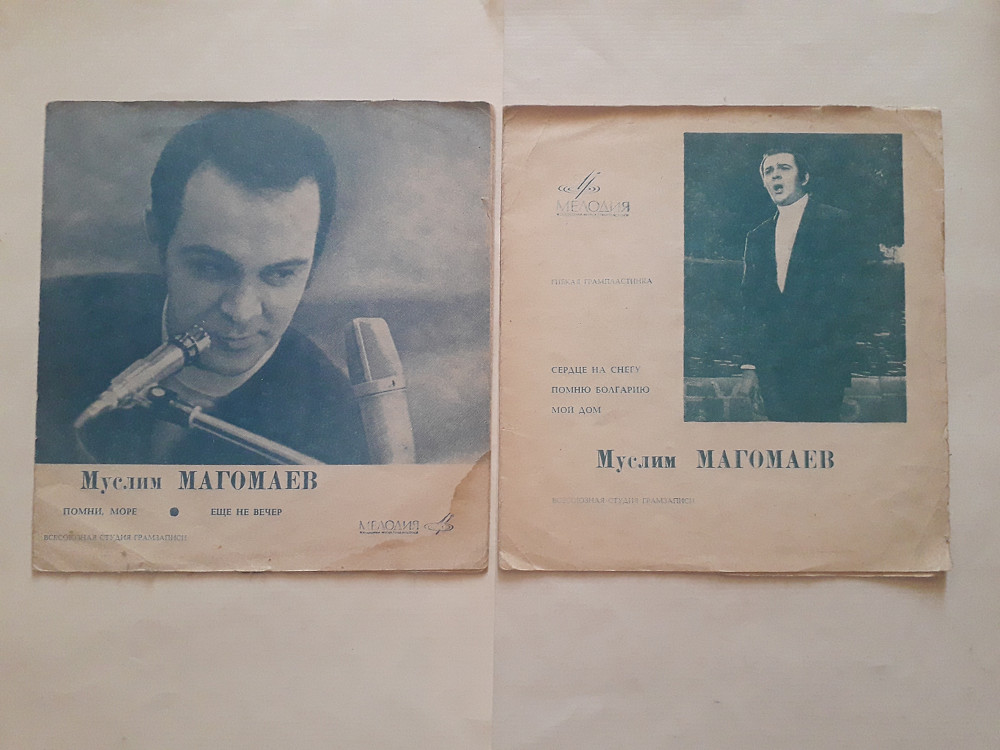 Муслим МАГОМАЕВ
ПОМНИ, МОРЕ ● ЕЩЕ НЕ ВЕЧЕР
МЕЛОДИЯ
ВСЕСОЮЗНАЯ СТУДИЯ ГРАМЗАПИСИ
МЕЛОДИЯ
ГИБКАЯ ГРАМПЛАСТИНКА
СЕРДЦЕ НА СНЕГУ
ПОМНЮ БОЛГАРИЮ
МОЙ ДОМ
Муслим МАГОМАЕВ
ВСЕСОЮЗНАЯ СТУДИЯ ГРАМЗАПИСИ